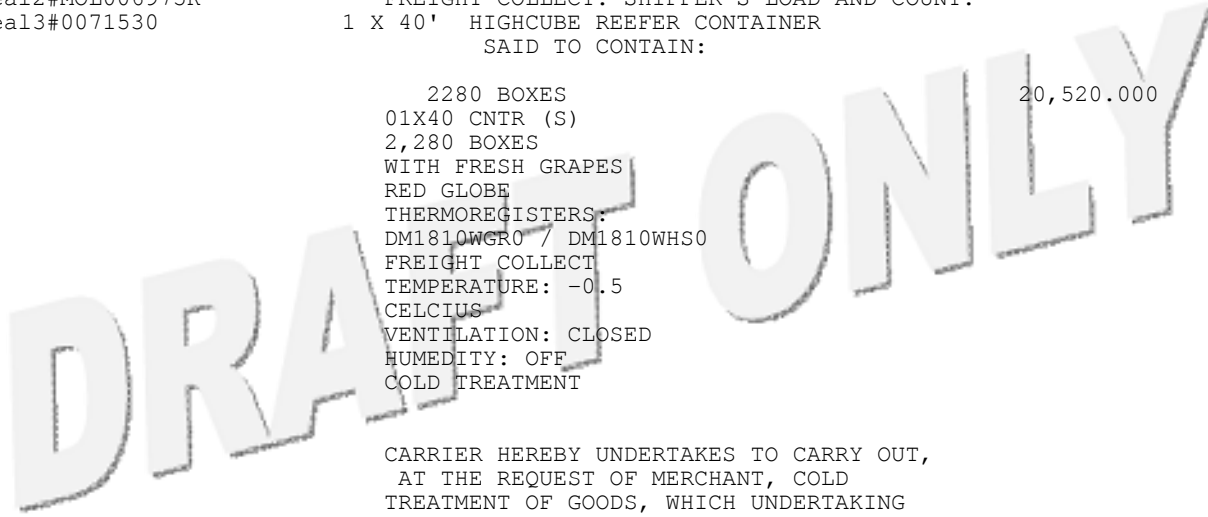 1 X 40' HIGHCUBE REEFER CONTAINER
SAID TO CONTAIN:
2280 BOXES 20,520.000
01X40 CNTR (S)
2,280 BOXES
WITH FRESH GRAPES
RED GLOBE
THERMOREGISTERS:
DM1810WGR0 / DM1810WHS0
FREIGHT COLLECT
TEMPERATURE: -0.5
CELCIUS
VENTILATION: CLOSED
HUMEDITY: OFF
COLD TREATMENT
CARRIER HEREBY UNDERTAKES TO CARRY OUT,
AT THE REQUEST OF MERCHANT, COLD
TREATMENT OF GOODS, WHICH UNDERTAKING
DRAFT ONLY